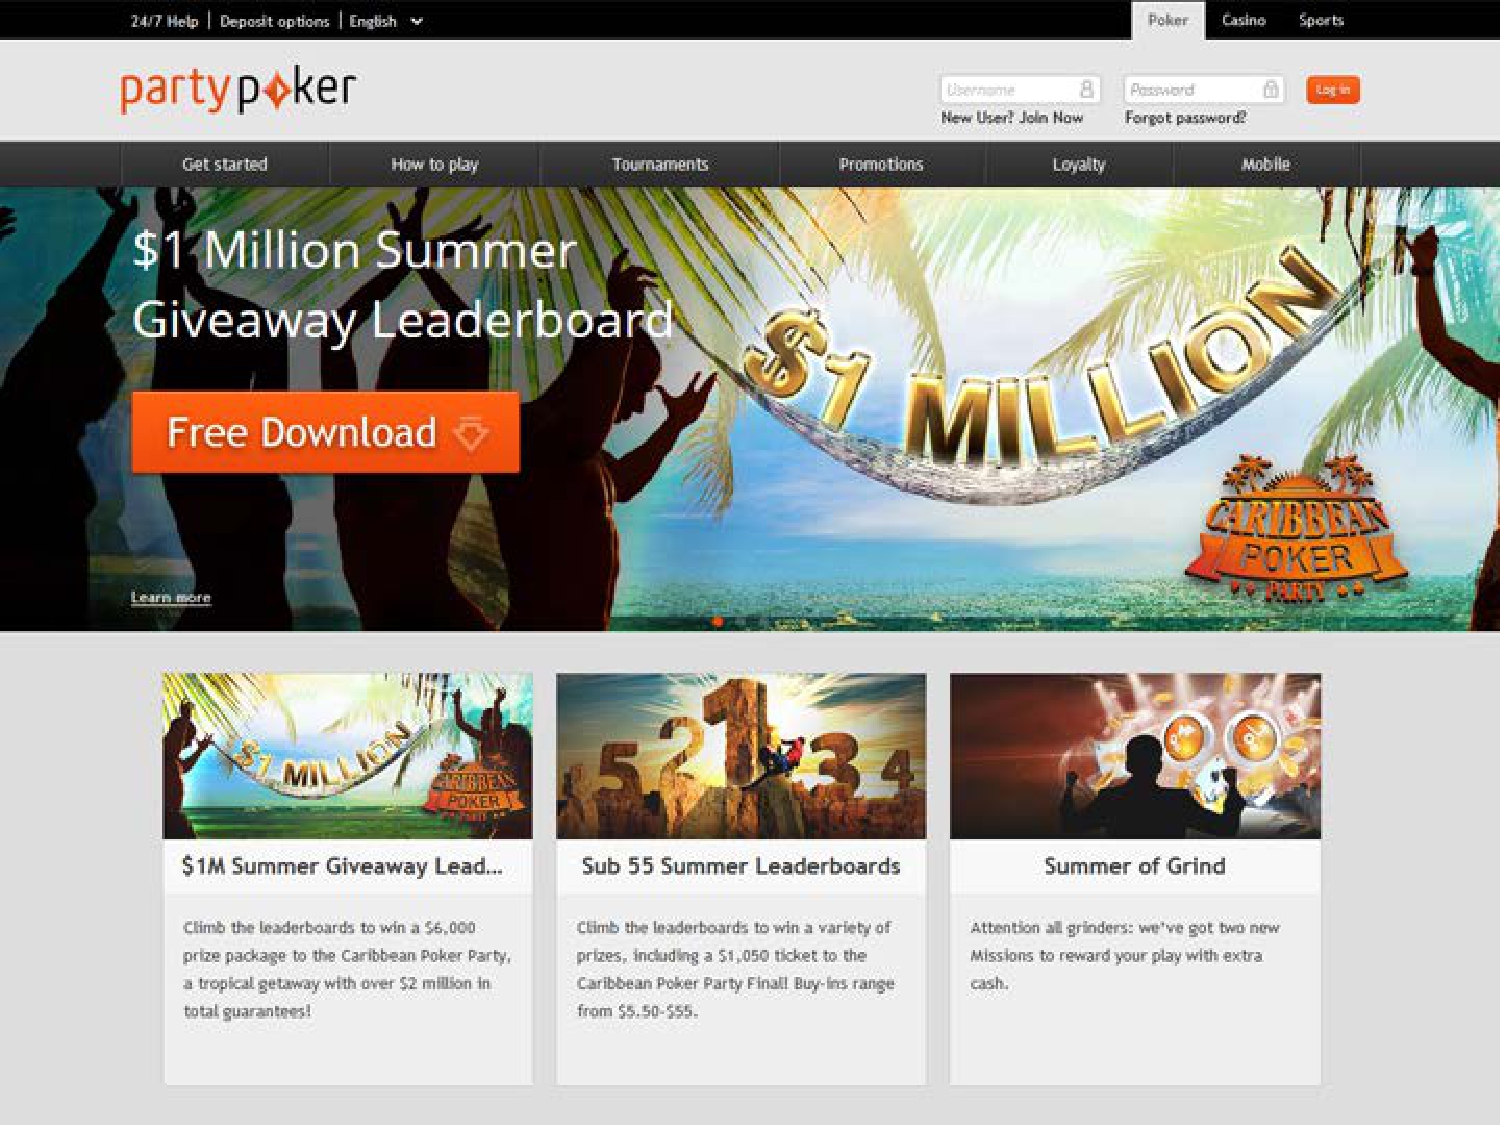 24/7 Help | Deposit options | English
Poker Casino Sports
partypoker
Username Password Log in
New User? Join Now Forgot password?
Get started How to play Tournaments Promotions Loyalty Mobile
$1 Million Summer
Giveaway Leaderboard
Free Download
$1 MILLION
CARIBBEAN
POKER
PARTY
Learn more
$1 MILLION
CARIBBEAN
POKER
PARTY
5 2 1 3 4
$1M Summer Giveaway Lead...
Climb the leaderboards to win a $6,000
prize package to the Caribbean Poker Party,
a tropical getaway with over $2 million in
total guarantees!
Sub 55 Summer Leaderboards
Climb the leaderboards to win a variety of
prizes, including a $1,050 ticket to the
Caribbean Poker Party Final! Buy-ins range
from $5.50-$55.
Summer of Grind
Attention all grinders: we've got two new
Missions to reward your play with extra
cash.